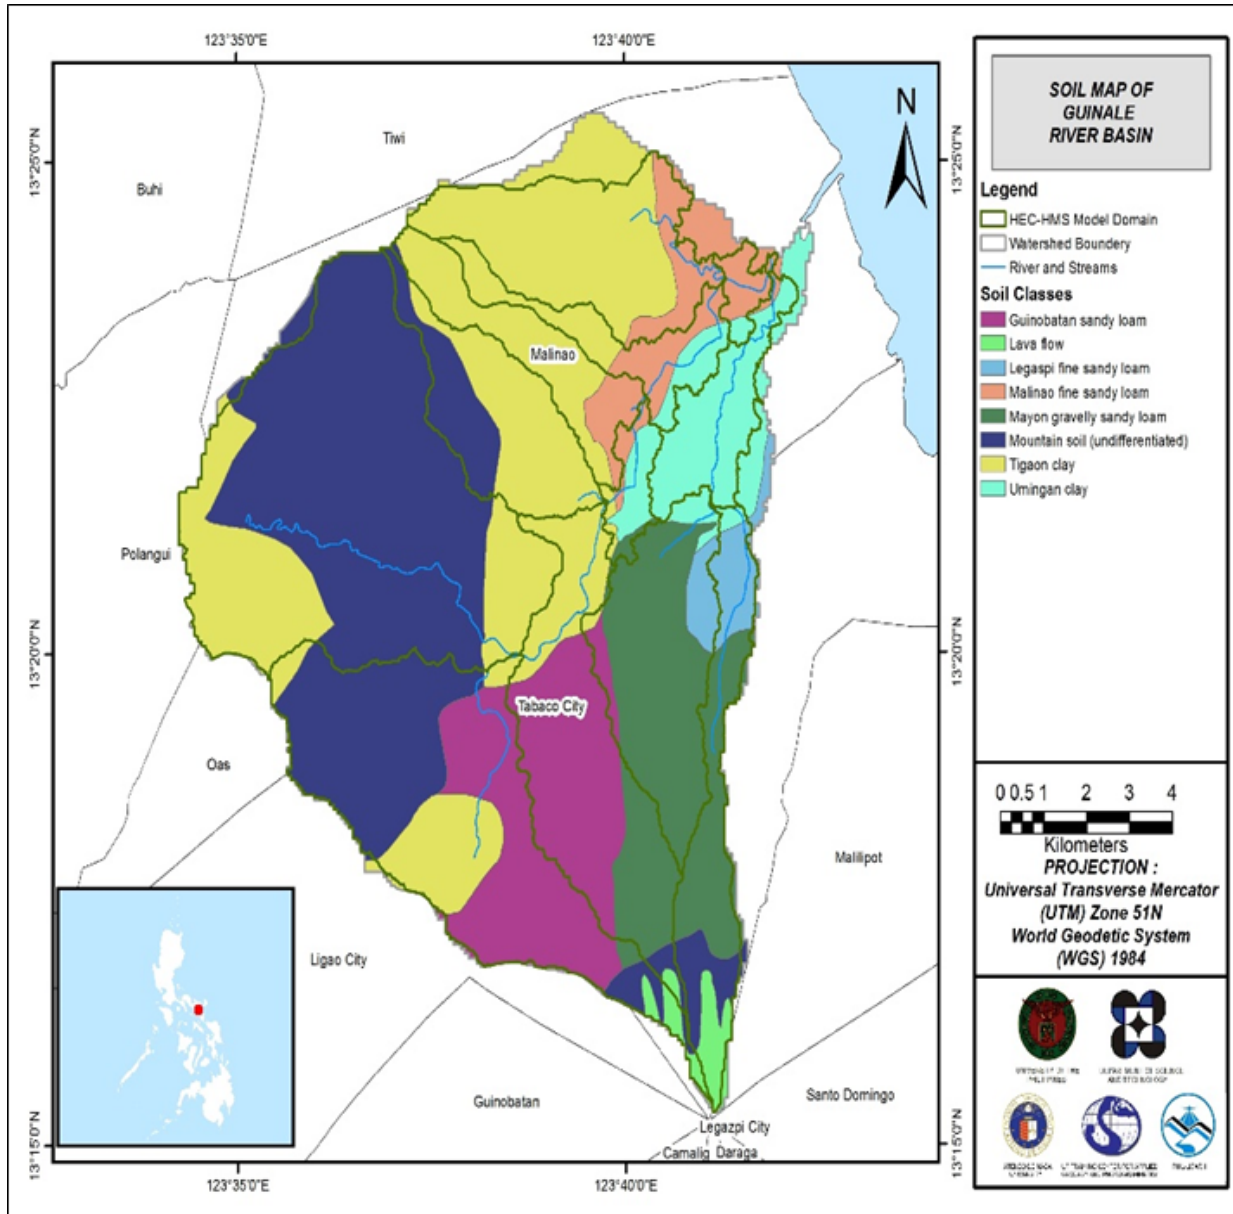 123°35'0"E
123°40'0"E
13°25'0"N
13°25'0"N
N
Tiwi
Buhi
Malinao
Polangui
13°20'0"N
13°20'0"N
Tabaco City
Oas
Malilipot
Ligao City
Guinobatan
Santo Domingo
Legazpi City
Camalig Daraga
13°15'0"N
13°15'0"N
123°35'0"E
123°40'0"E
SOIL MAP OF
GUINALE
RIVER BASIN
Legend
HEC-HMS Model Domain
Watershed Boundary
River and Streams
Soil Classes
Guinobatan sandy loam
Lava flow
Legaspi fine sandy loam
Malinao fine sandy loam
Mayon gravelly sandy loam
Mountain soil (undifferentiated)
Tigaon clay
Umingan clay
0 0.5 1 2 3 4
Kilometers
PROJECTION :
Universal Transverse Mercator
(UTM) Zone 51N
World Geodetic System
(WGS) 1984